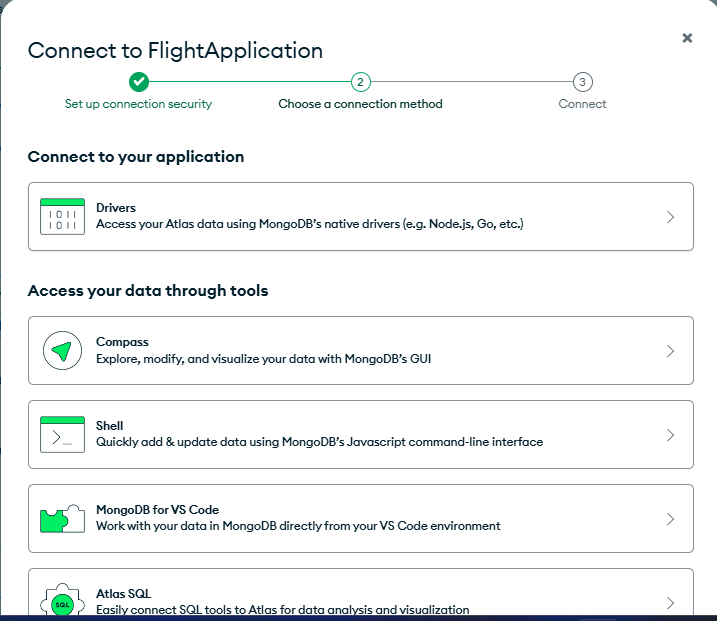 Connect to FlightApplication
2
3
Set up connection security
Choose a connection method
Connect
Connect to your application
Drivers
Access your Atlas data using MongoDB’s native drivers (e.g. Node.js, Go, etc.)
Access your data through tools
Compass
Explore, modify, and visualize your data with MongoDB’s GUI
Shell
Quickly add & update data using MongoDB’s Javascript command-line interface
MongoDB for VS Code
Work with your data in MongoDB directly from your VS Code environment
Atlas SQL
SQL
Easily connect SQL tools to Atlas for data analysis and visualization